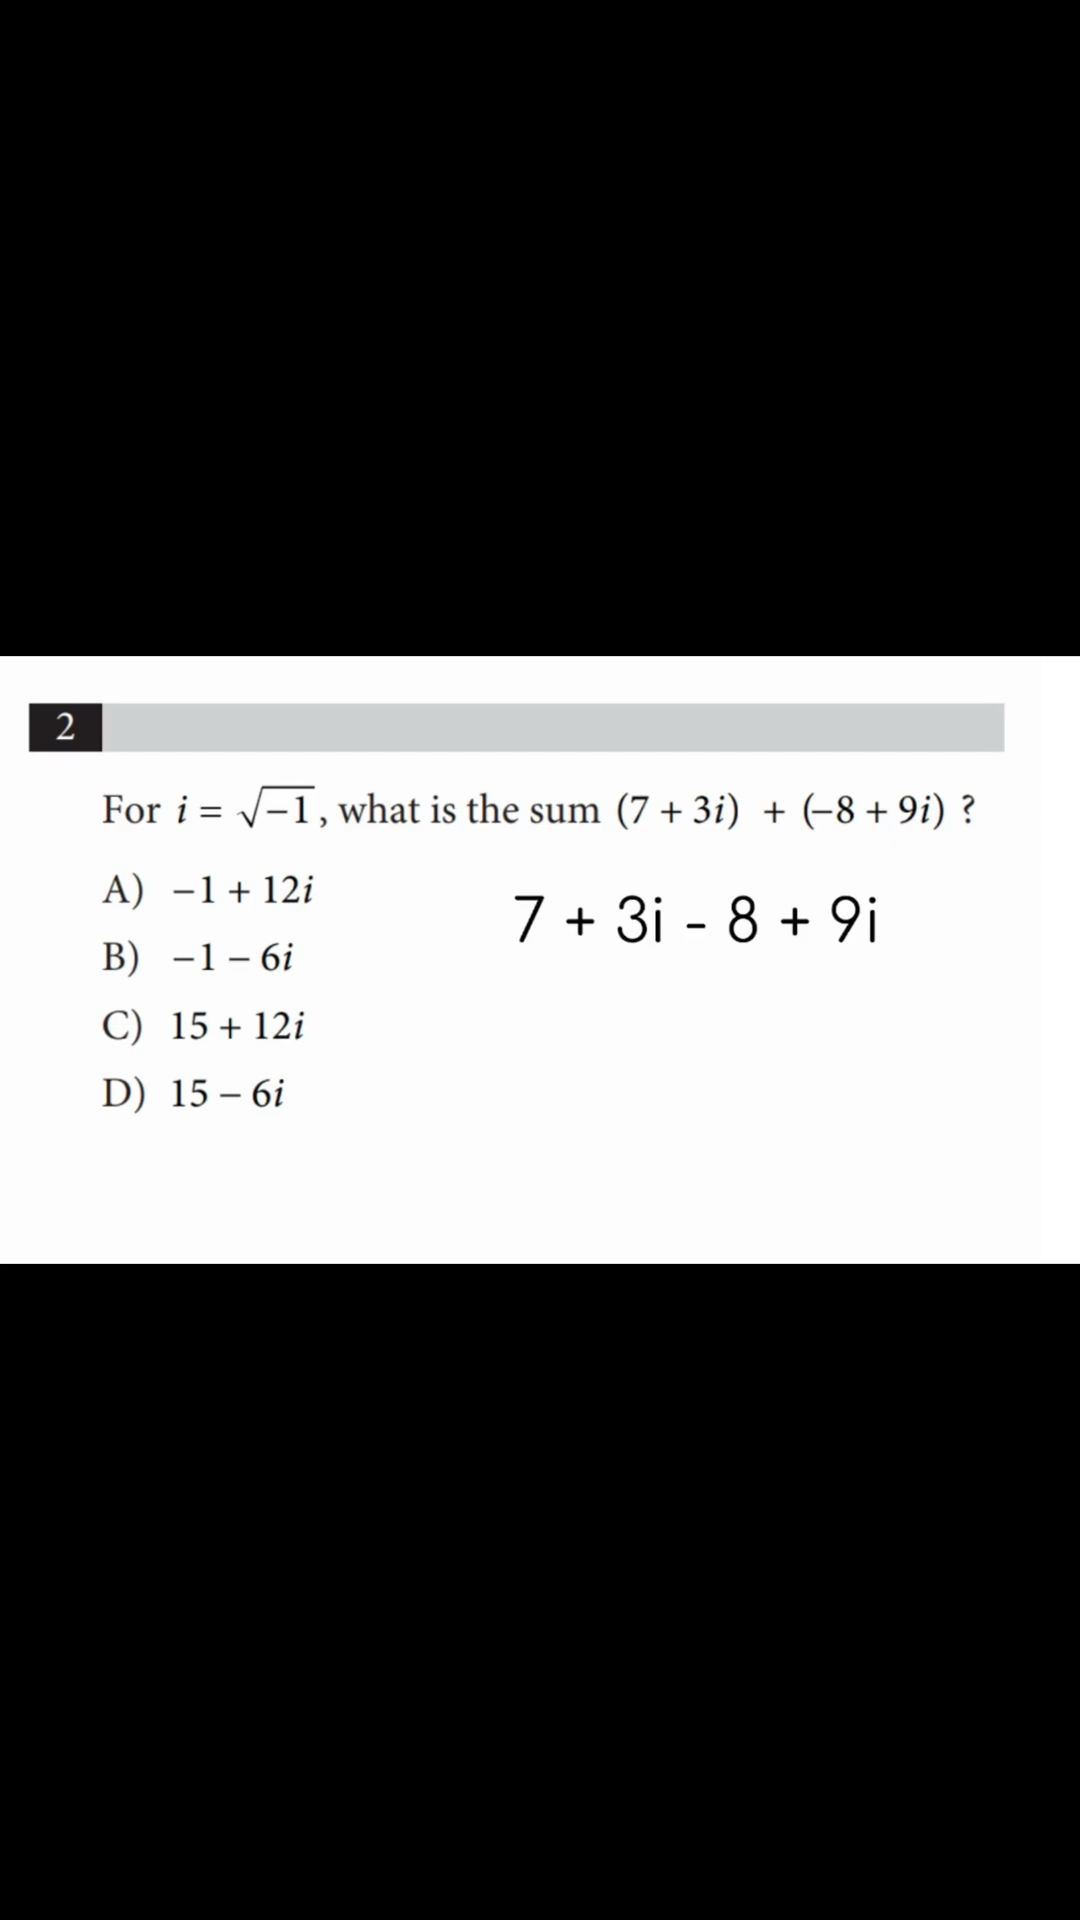 2
For i = √−1, what is the sum (7 + 3i) + (−8 + 9i) ?
A) −1 + 12i
7 + 3i - 8 + 9i
B) −1 − 6i
C) 15 + 12i
D) 15 − 6i